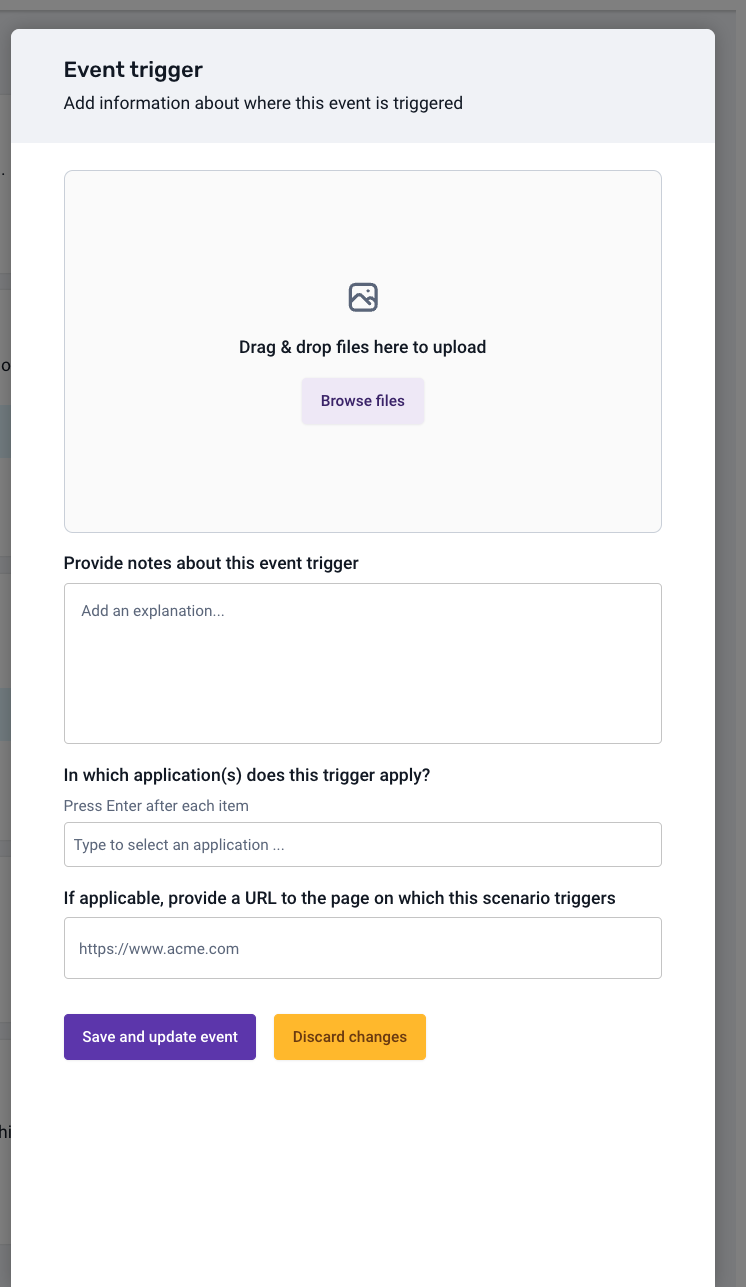 Event trigger
Add information about where this event is triggered
Drag & drop files here to upload
Browse files
Provide notes about this event trigger
Add an explanation...
In which application(s) does this trigger apply?
Press Enter after each item
Type to select an application ...
If applicable, provide a URL to the page on which this scenario triggers
https://www.acme.com
Save and update event
Discard changes